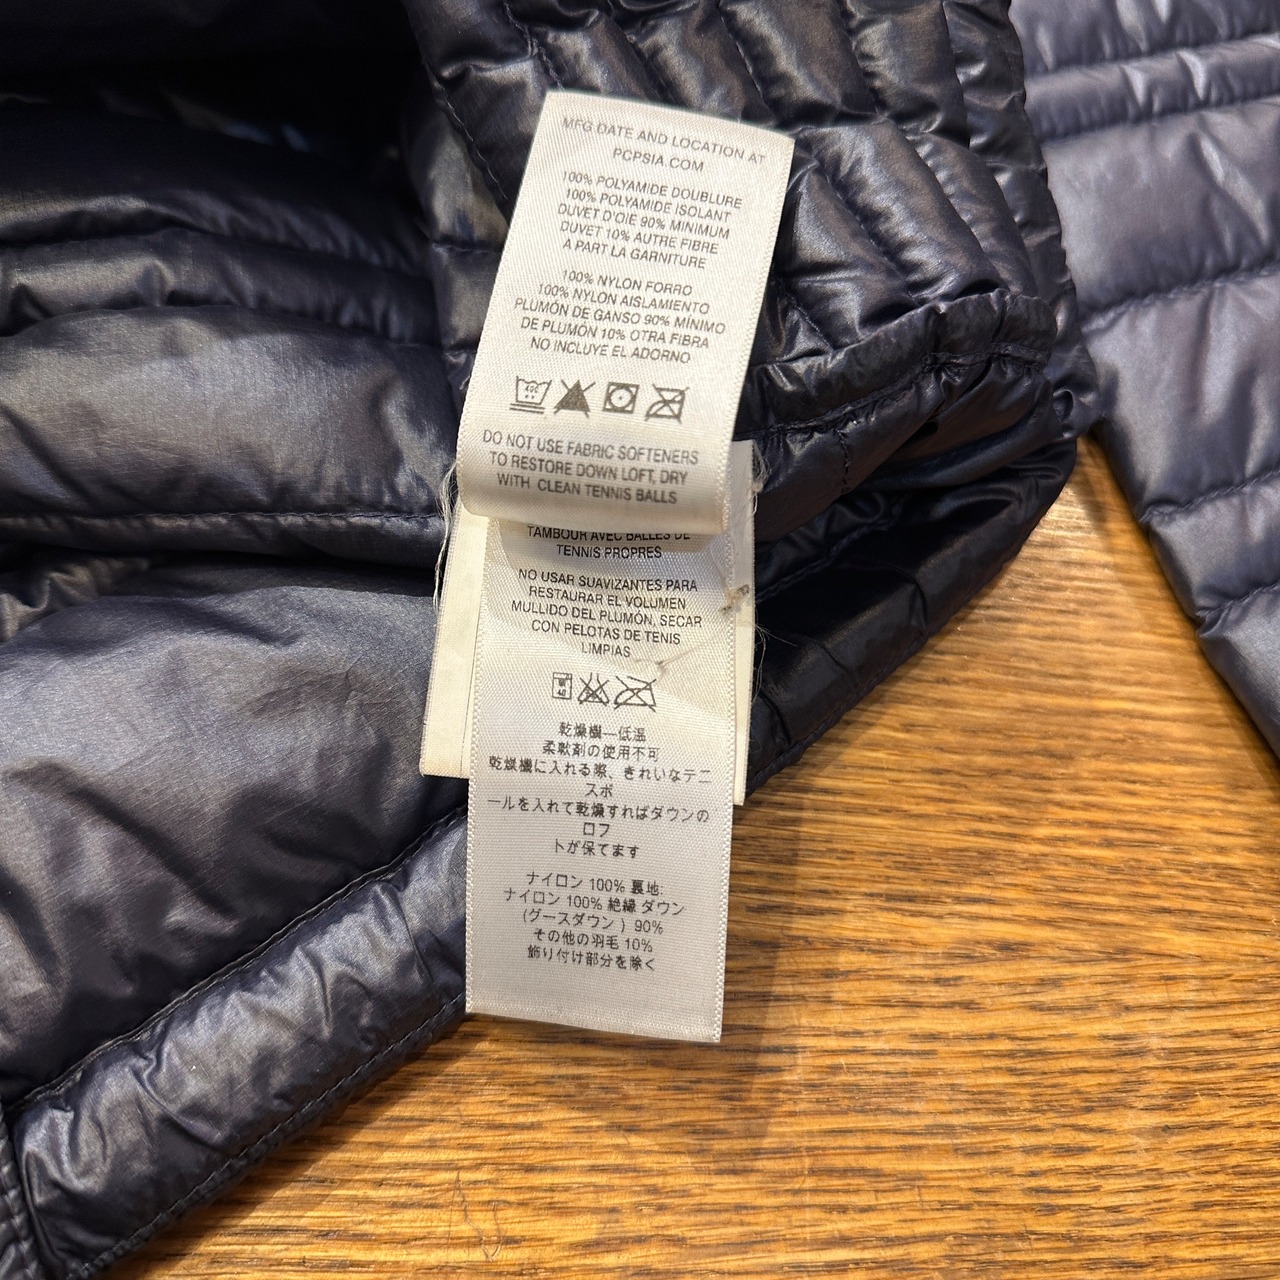 MFG DATE AND LOCATION AT
PCPSIA.COM
100% POLYAMIDE DOUBLURE
100% POLYAMIDE ISOLANT
DUVET D'OIE 90% MINIMUM
DUVET 10% AUTRE FIBRE
A PART LA GARNITURE
100% NYLON FORRO
100% NYLON AISLAMIENTO
PLUMÓN DE GANSO 90% MÍNIMO
DE PLUMÓN 10% OTRA FIBRA
NO INCLUYE EL ADORNO
40C
DO NOT USE FABRIC SOFTENERS
TO RESTORE DOWN LOFT, DRY
WITH CLEAN TENNIS BALLS
TAMBOUR AVEC BALLES DE
TENNIS PROPRES
NO USAR SUAVIZANTES PARA
RESTAURAR EL VOLUMEN
MULLIDO DEL PLUMÓN, SECAR
CON PELOTAS DE TENIS
LIMPIAS
40
乾燥機—低温
柔軟剤の使用不可
乾燥機に入れる際、きれいなテニ
スボ
ールを入れて乾燥すればダウンの
ロフ
トが保てます
ナイロン 100% 裏地:
ナイロン 100% 絶縁 ダウン
(グースダウン ) 90%
その他の羽毛 10%
飾り付け部分を除く